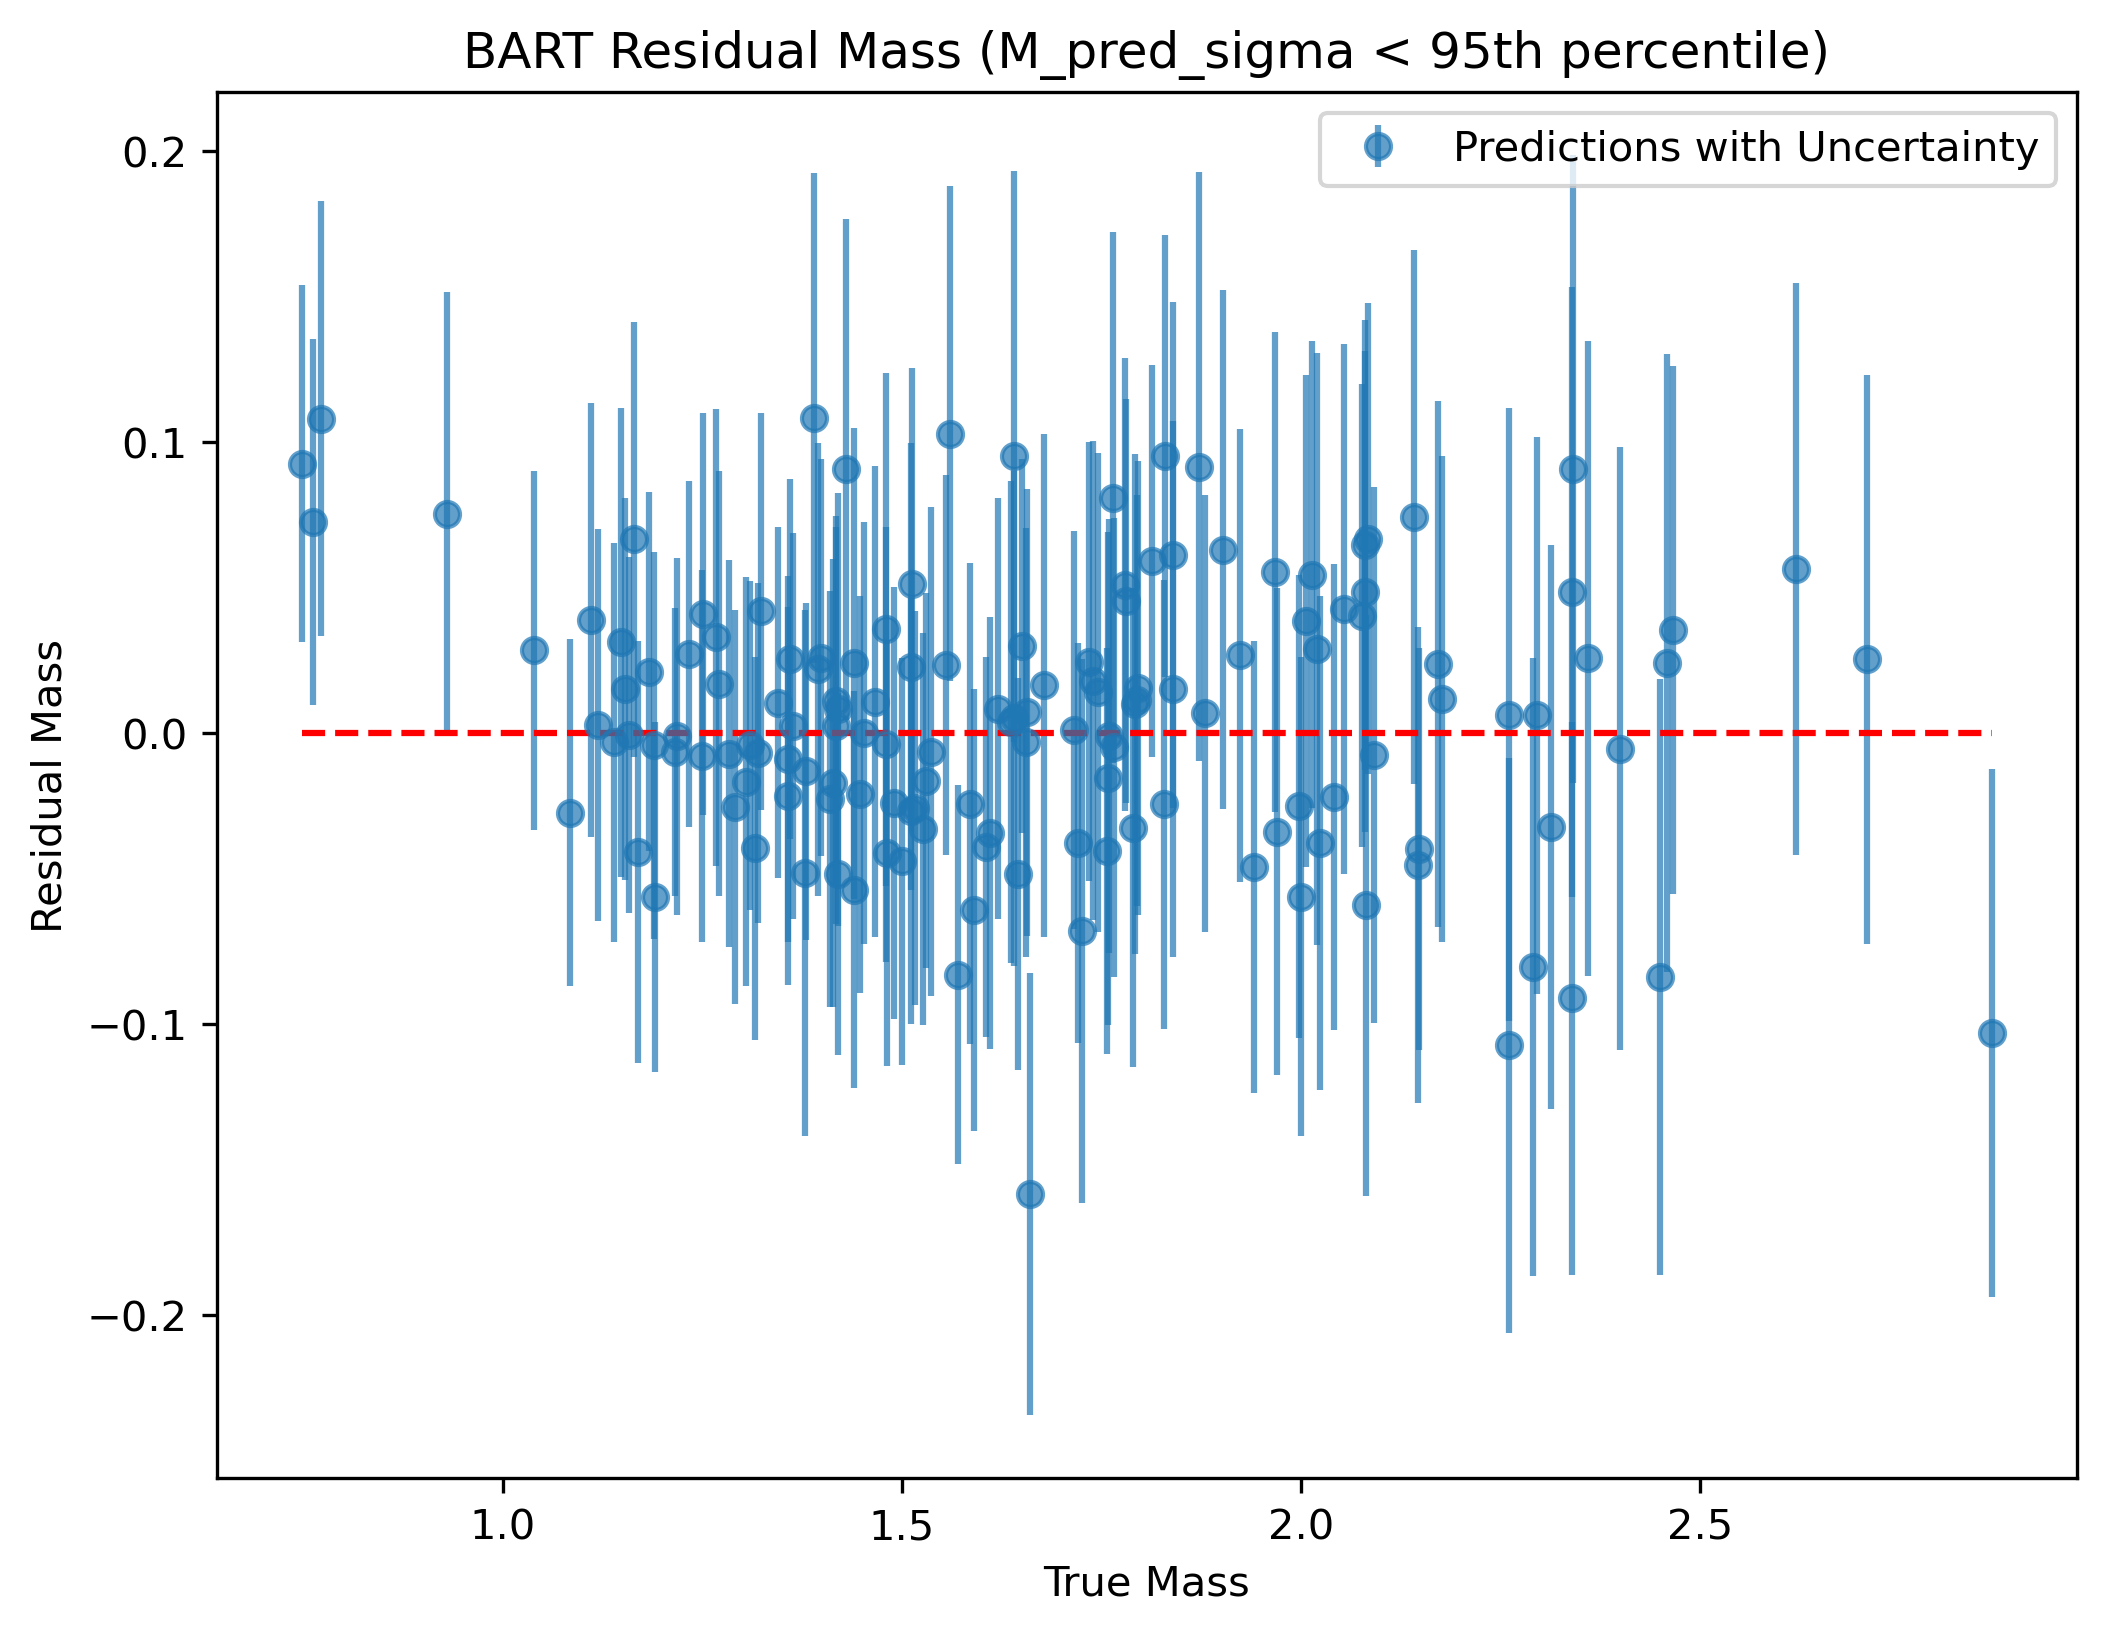 BART Residual Mass (M_pred_sigma < 95th percentile)
Predictions with Uncertainty
0.2
0.1
0.0
−0.1
−0.2
Residual Mass
1.0 1.5 2.0 2.5
True Mass